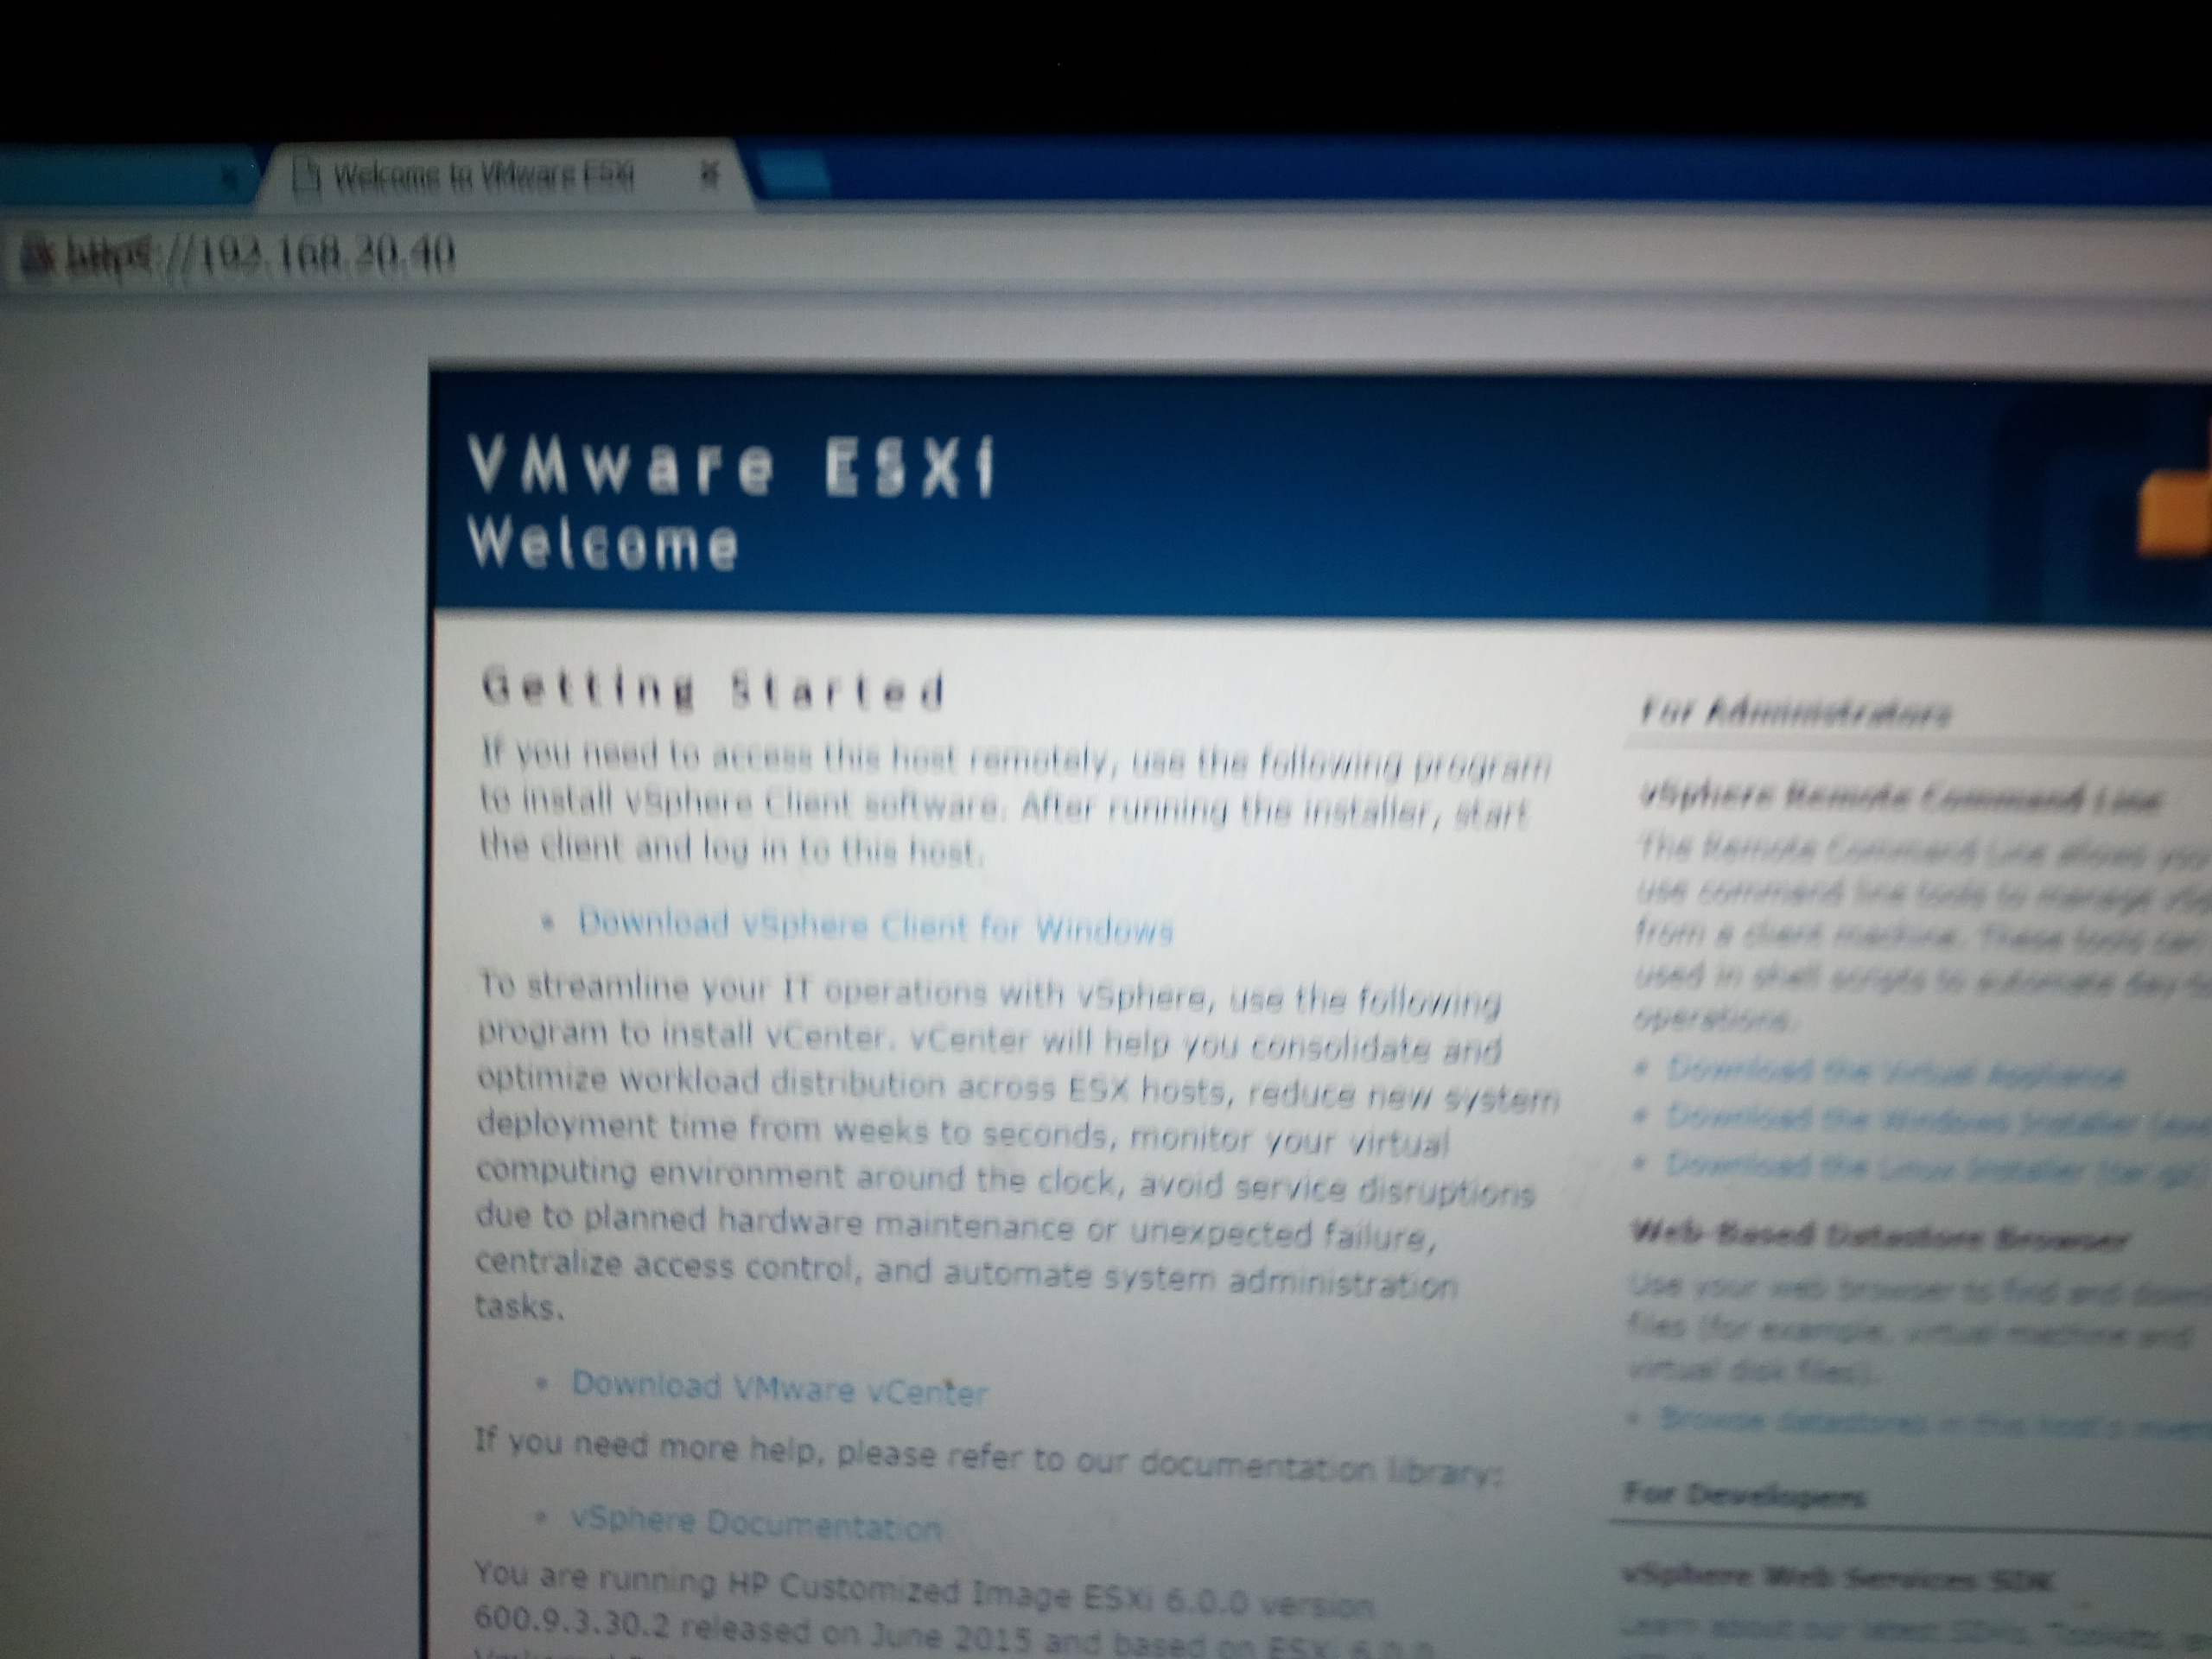 Welcome to VMware ESXi
https://192.168.20.40
VMware ESXi
Welcome
Getting Started
If you need to access this host remotely, use the following program
to install vSphere Client software. After running the installer, start
the client and log in to this host.
• Download vSphere Client for Windows
To streamline your IT operations with vSphere, use the following
program to install vCenter. vCenter will help you consolidate and
optimize workload distribution across ESX hosts, reduce new system
deployment time from weeks to seconds, monitor your virtual
computing environment around the clock, avoid service disruptions
due to planned hardware maintenance or unexpected failure,
centralize access control, and automate system administration
tasks.
• Download VMware vCenter
If you need more help, please refer to our documentation library:
• vSphere Documentation
You are running HP Customized Image ESXi 6.0.0 version
600.9.3.30.2 released on June 2015 and based on ESXi 6.0.0
For Administrators
vSphere Remote Command Line
The Remote Command Line allows you
use command line tools to manage
from a client machine. These tools can
used in shell scripts to automate day-to
operations.
• Download the Virtual Appliance
• Download the Windows Installer (exe
• Download the Linux Installer (tar.gz)
Web-Based Datastore Browser
Use your web browser to find and down
files (for example, virtual machine and
virtual disk files).
• Browse datastores in this host's inven
For Developers
vSphere Web Services SDK
Learn about our latest SDKs, Toolkits,